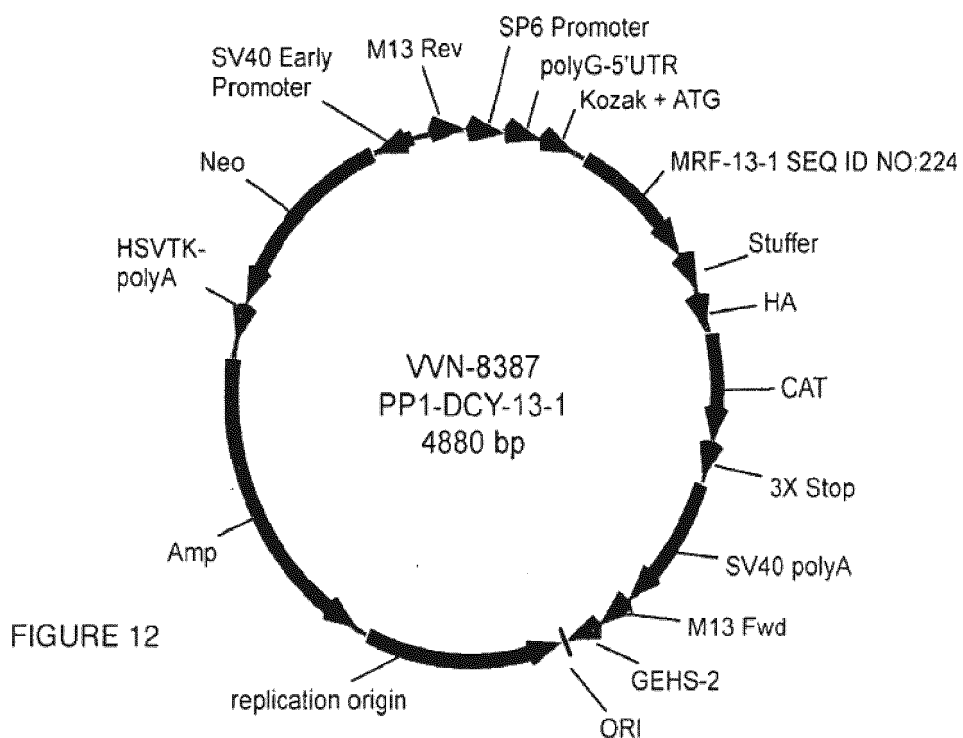 SP6 Promoter
M13 Rev
SV40 Early
Promoter
polyG-5'UTR
Kozak + ATG
Neo
MRF-13-1 SEQ ID NO:224
HSVTK-
polyA
Stuffer
HA
VVN-8387
PP1-DCY-13-1
4880 bp
CAT
3X Stop
Amp
SV40 polyA
FIGURE 12
M13 Fwd
GEHS-2
replication origin
ORI